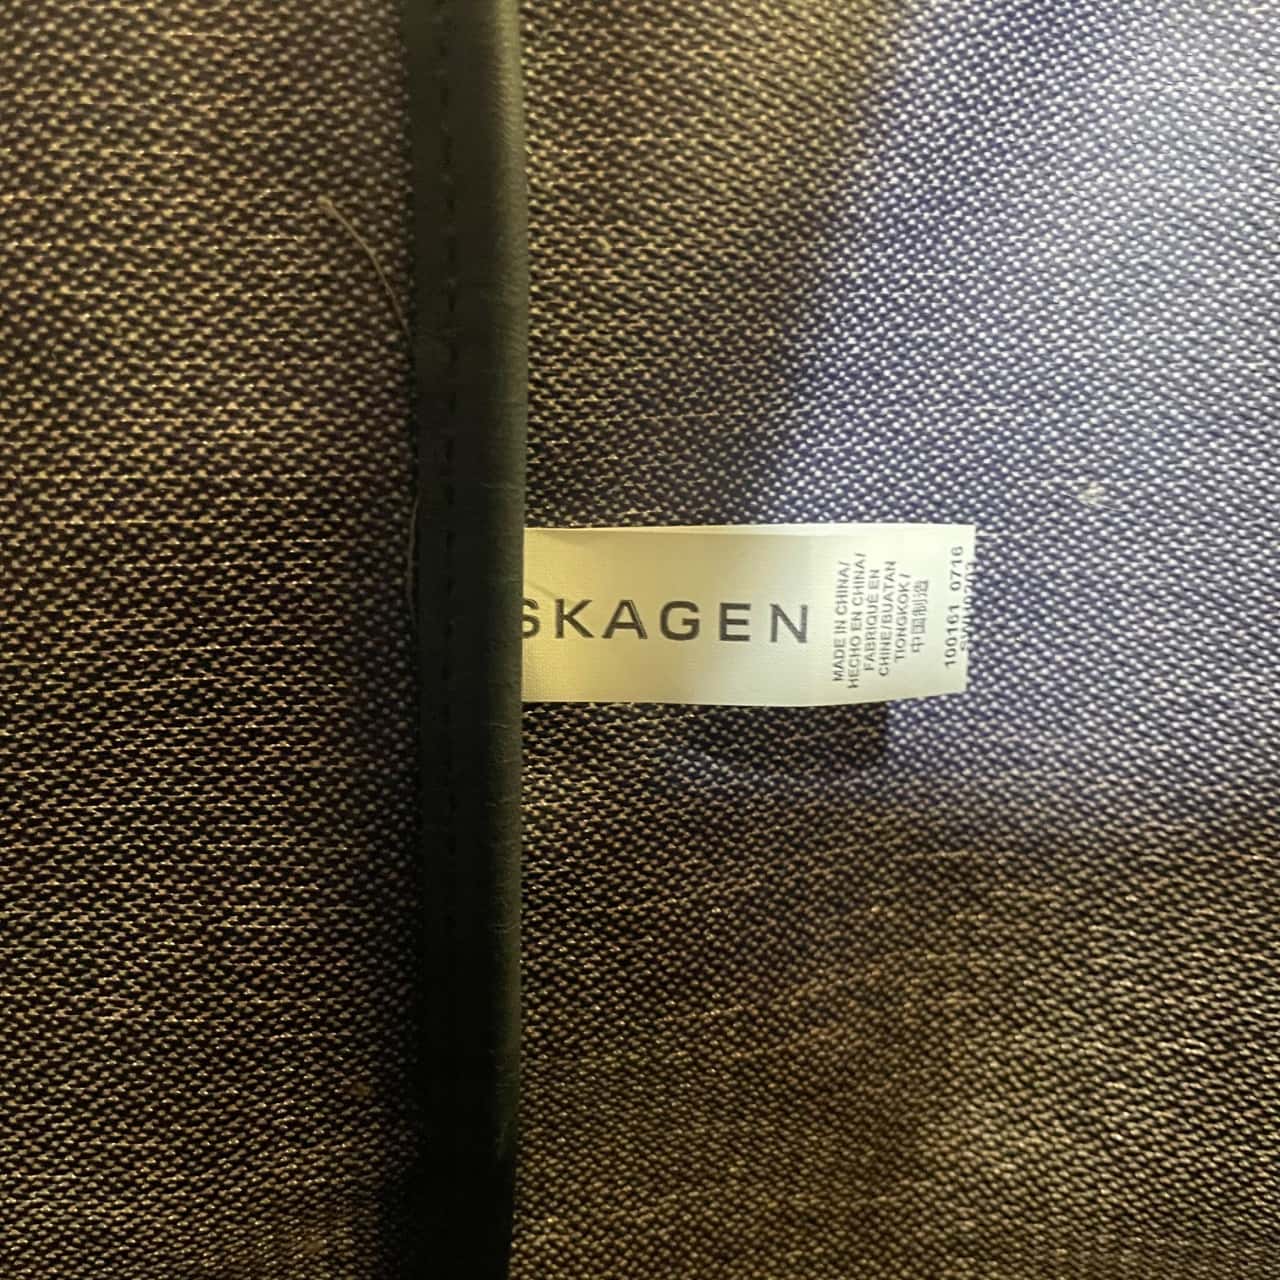 SKAGEN
MADE IN CHINA/
HECHO EN CHINA/
FABRIQUÉ EN
CHINE/BUATAN
TIONGKOK/
中国制造
100161 0716